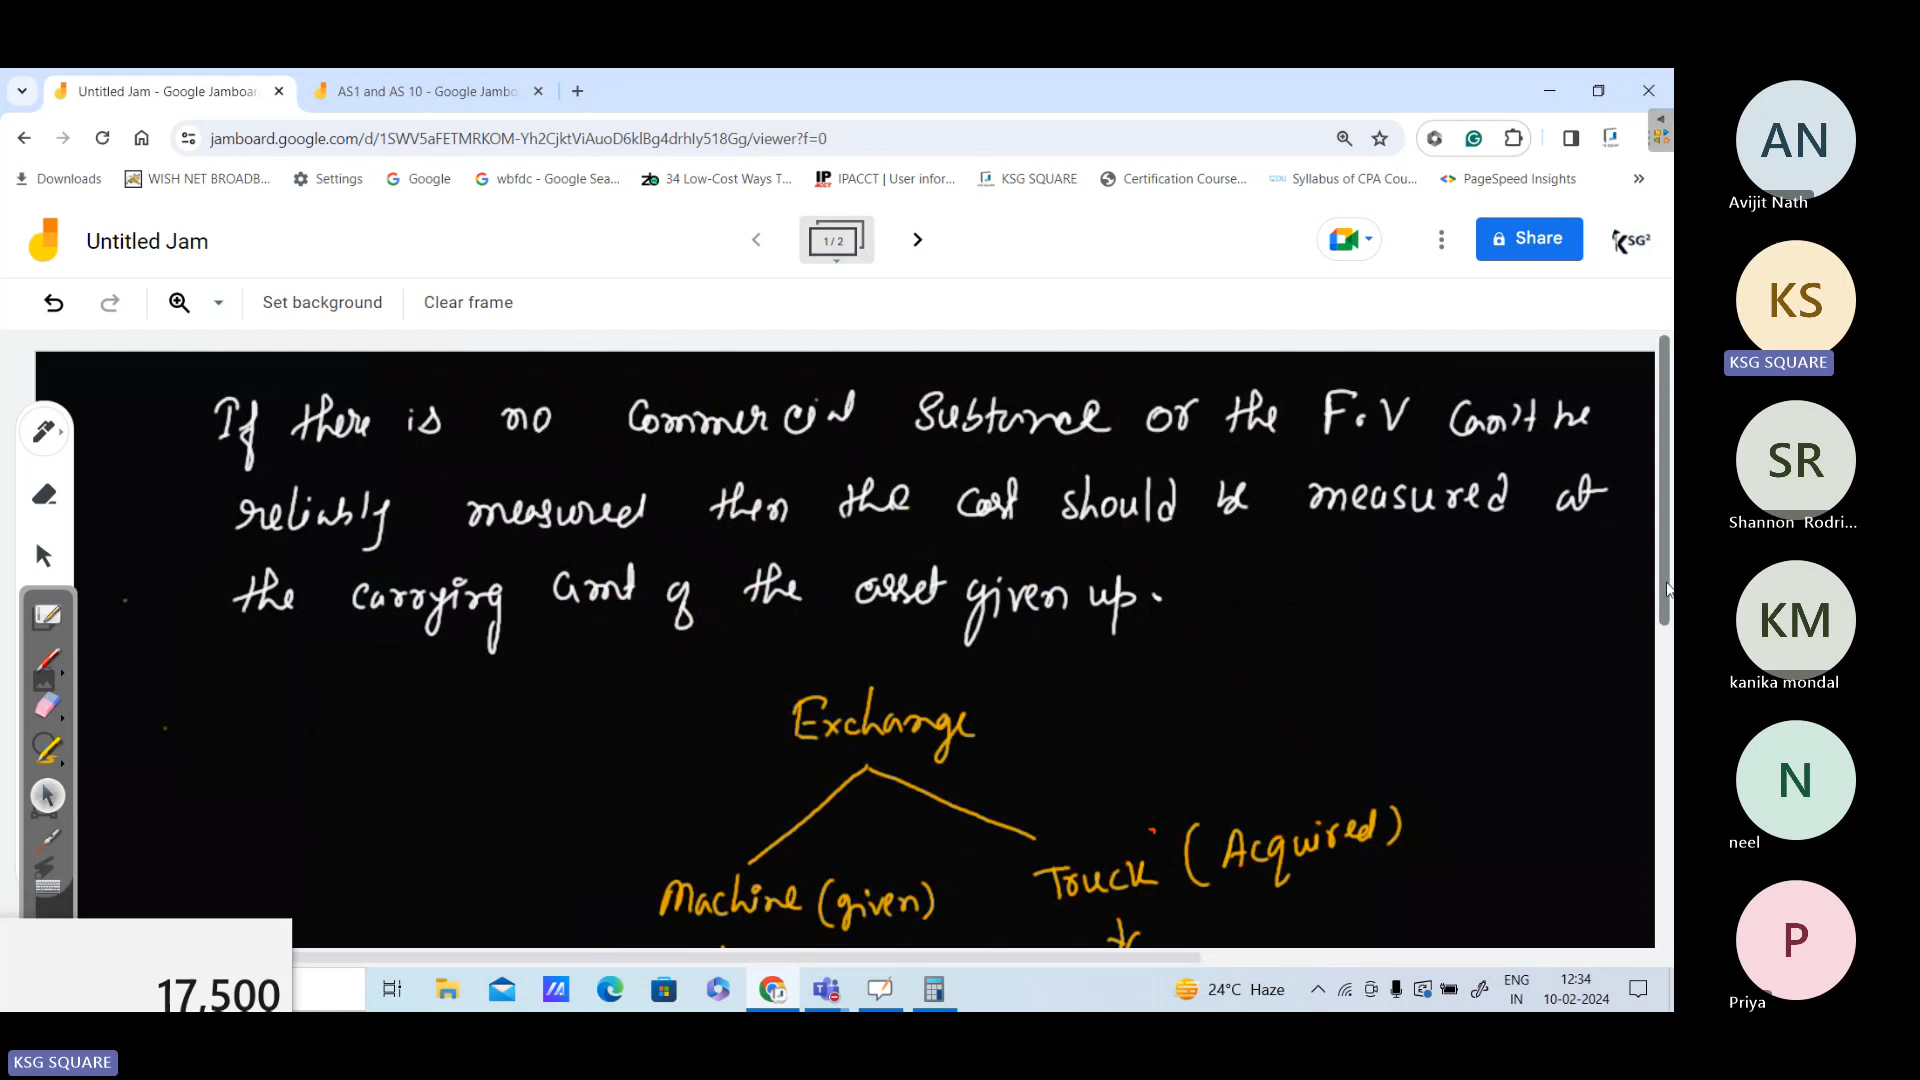 Untitled Jam - Google Jamboar
AS1 and AS 10 - Google Jambo
jamboard.google.com/d/1SWV5aFETMRKOM-Yh2CjktViAuoD6klBg4drhIy518Gg/viewer?f=0
Downloads
WISH NET BROADB...
Settings
Google
wbfdc - Google Sea...
34 Low-Cost Ways T...
IPACCT | User infor...
KSG SQUARE
Certification Course...
Syllabus of CPA Cou...
PageSpeed Insights
Untitled Jam
1/2
Share
KSG²
Set background
Clear frame
If there is no Commercial Substance or the F.V Can't be
reliably measured then the cost should be measured at
the carrying amt of the asset given up.
Exchange
Machine (given)
Truck (Acquired)
17,500
24°C Haze
ENG
IN
12:34
10-02-2024
KSG SQUARE
AN
Avijit Nath
KS
KSG SQUARE
SR
Shannon Rodri...
KM
kanika mondal
N
neel
P
Priya